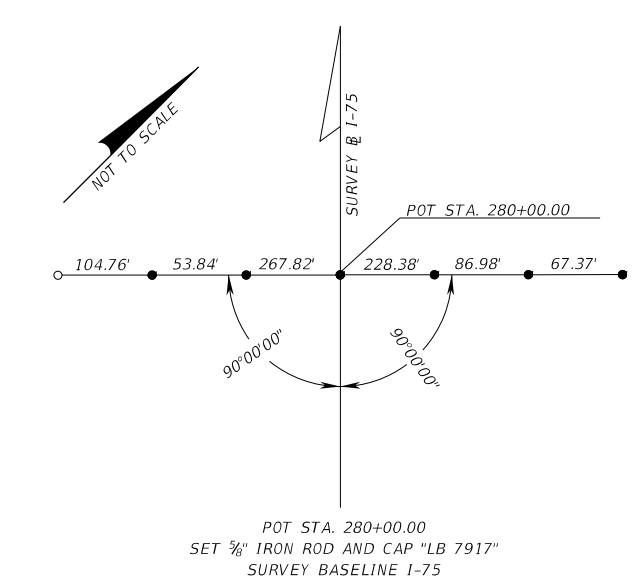 NOT TO SCALE
SURVEY ℄ I-75
POT STA. 280+00.00
104.76' 53.84' 267.82' 228.38' 86.98' 67.37'
90°00'00" 90°00'00"
POT STA. 280+00.00
SET ⅝" IRON ROD AND CAP "LB 7917"
SURVEY BASELINE I-75